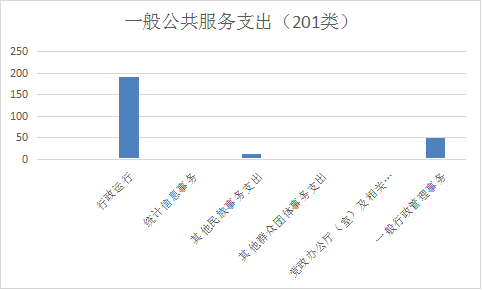 一般公共服务支出（201类）
250
200
150
100
50
0
行政运行
统计信息事务
其他民族事务支出
其他群众团体事务支出
党政办公厅（室）及相关…
一般行政管理事务